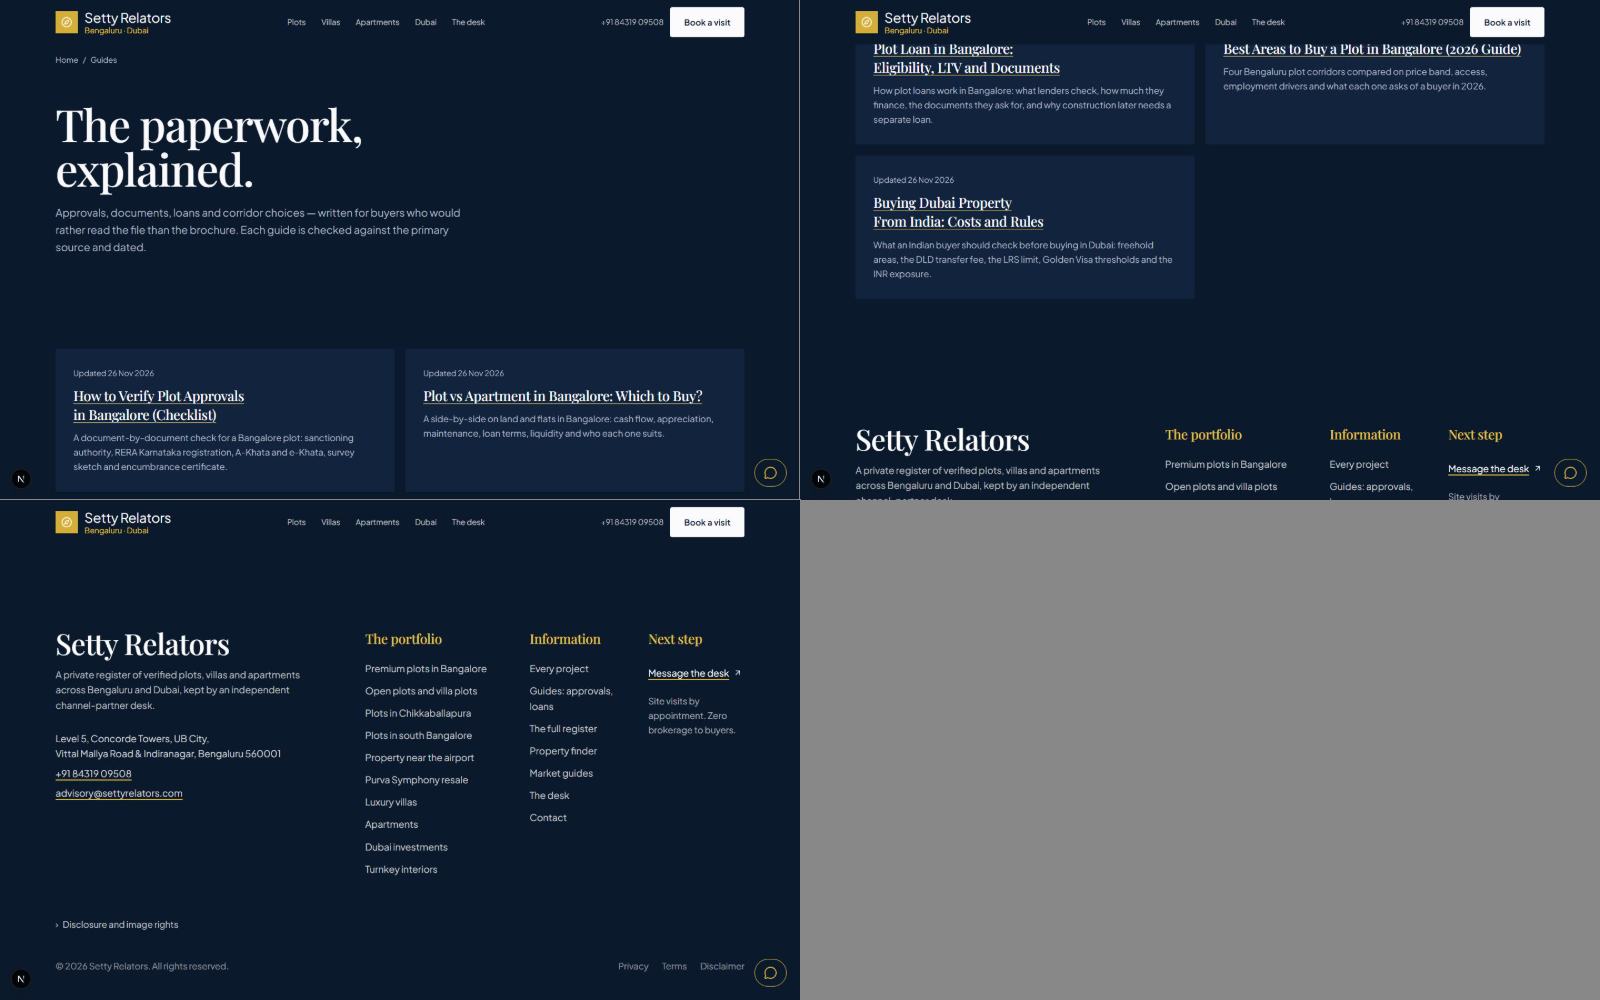 Setty Relators
Bengaluru · Dubai
Plots
Villas
Apartments
Dubai
The desk
+91 84319 09508
Book a visit
Home / Guides
The paperwork,
explained.
Approvals, documents, loans and corridor choices — written for buyers who would
rather read the file than the brochure. Each guide is checked against the primary
source and dated.
Updated 26 Nov 2026
How to Verify Plot Approvals
in Bangalore (Checklist)
A document-by-document check for a Bangalore plot: sanctioning
authority, RERA Karnataka registration, A-Khata and e-Khata, survey
sketch and encumbrance certificate.
Updated 26 Nov 2026
Plot vs Apartment in Bangalore: Which to Buy?
A side-by-side on land and flats in Bangalore: cash flow, appreciation,
maintenance, loan terms, liquidity and who each one suits.
N
Setty Relators
Bengaluru · Dubai
Plots
Villas
Apartments
Dubai
The desk
+91 84319 09508
Book a visit
Plot Loan in Bangalore:
Eligibility, LTV and Documents
How plot loans work in Bangalore: what lenders check, how much they
finance, the documents they ask for, and why construction later needs a
separate loan.
Best Areas to Buy a Plot in Bangalore (2026 Guide)
Four Bengaluru plot corridors compared on price band, access,
employment drivers and what each one asks of a buyer in 2026.
Updated 26 Nov 2026
Buying Dubai Property
From India: Costs and Rules
What an Indian buyer should check before buying in Dubai: freehold
areas, the DLD transfer fee, the LRS limit, Golden Visa thresholds and the
INR exposure.
Setty Relators
A private register of verified plots, villas and apartments
across Bengaluru and Dubai, kept by an independent
channel-partner desk.
The portfolio
Premium plots in Bangalore
Open plots and villa plots
Information
Every project
Guides: approvals,
Next step
Message the desk ↗
Site visits by
N
Setty Relators
Bengaluru · Dubai
Plots
Villas
Apartments
Dubai
The desk
+91 84319 09508
Book a visit
Setty Relators
A private register of verified plots, villas and apartments
across Bengaluru and Dubai, kept by an independent
channel-partner desk.
Level 5, Concorde Towers, UB City,
Vittal Mallya Road & Indiranagar, Bengaluru 560001
+91 84319 09508
advisory@settyrelators.com
The portfolio
Premium plots in Bangalore
Open plots and villa plots
Plots in Chikkaballapura
Plots in south Bangalore
Property near the airport
Purva Symphony resale
Luxury villas
Apartments
Dubai investments
Turnkey interiors
Information
Every project
Guides: approvals,
loans
The full register
Property finder
Market guides
The desk
Contact
Next step
Message the desk ↗
Site visits by
appointment. Zero
brokerage to buyers.
› Disclosure and image rights
© 2026 Setty Relators. All rights reserved.
Privacy
Terms
Disclaimer
N